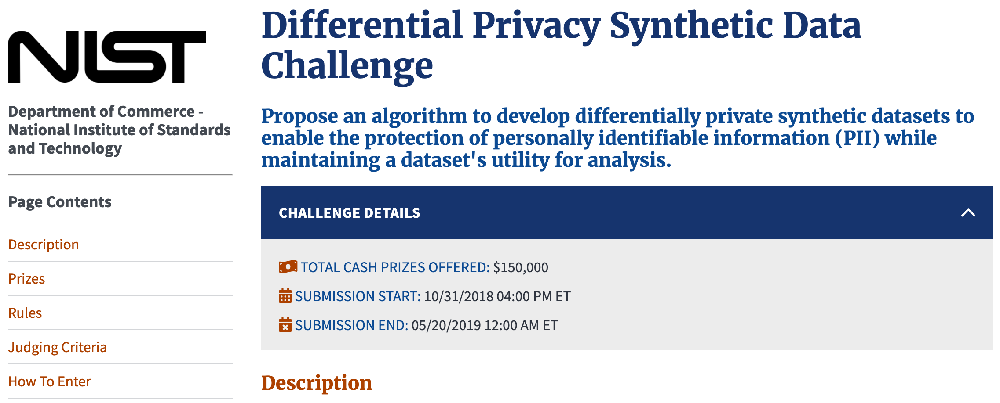 NIST
Department of Commerce -
National Institute of Standards
and Technology
Page Contents
Description
Prizes
Rules
Judging Criteria
How To Enter
Differential Privacy Synthetic Data
Challenge
Propose an algorithm to develop differentially private synthetic datasets to
enable the protection of personally identifiable information (PII) while
maintaining a dataset's utility for analysis.
CHALLENGE DETAILS
TOTAL CASH PRIZES OFFERED: $150,000
SUBMISSION START: 10/31/2018 04:00 PM ET
SUBMISSION END: 05/20/2019 12:00 AM ET
Description